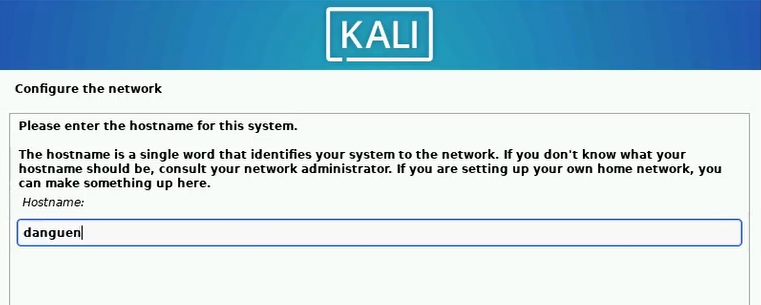 KALI
Configure the network
Please enter the hostname for this system.
The hostname is a single word that identifies your system to the network. If you don't know what your
hostname should be, consult your network administrator. If you are setting up your own home network, you
can make something up here.
Hostname:
danguen